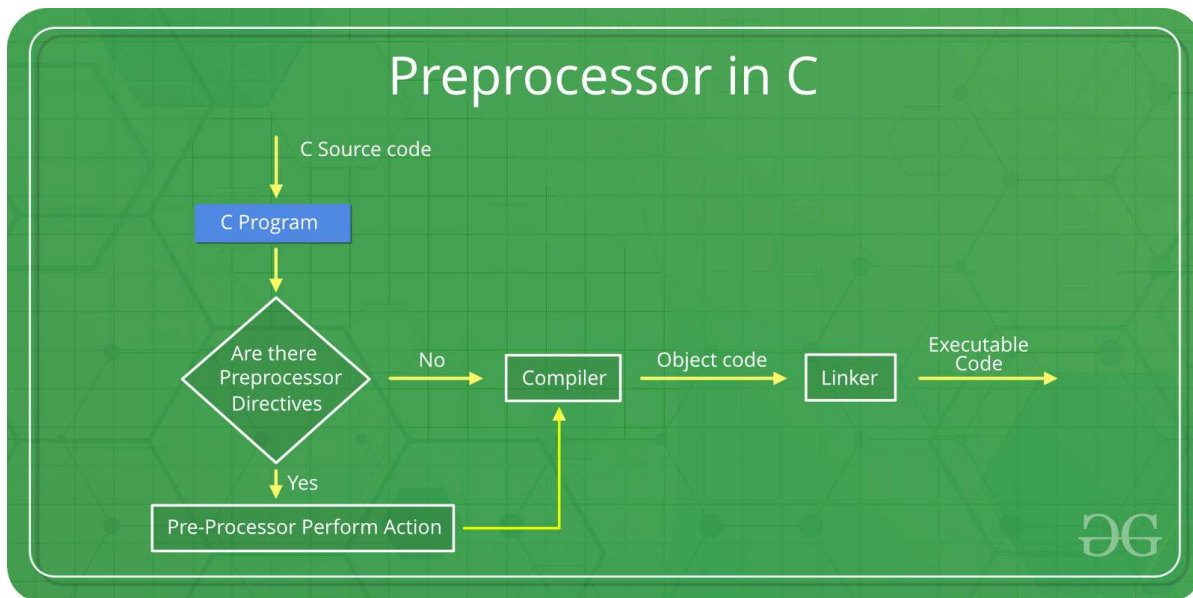 Preprocessor in C
C Source code
C Program
Are there
Preprocessor
Directives
No
Compiler
Object code
Linker
Executable
Code
Yes
Pre-Processor Perform Action